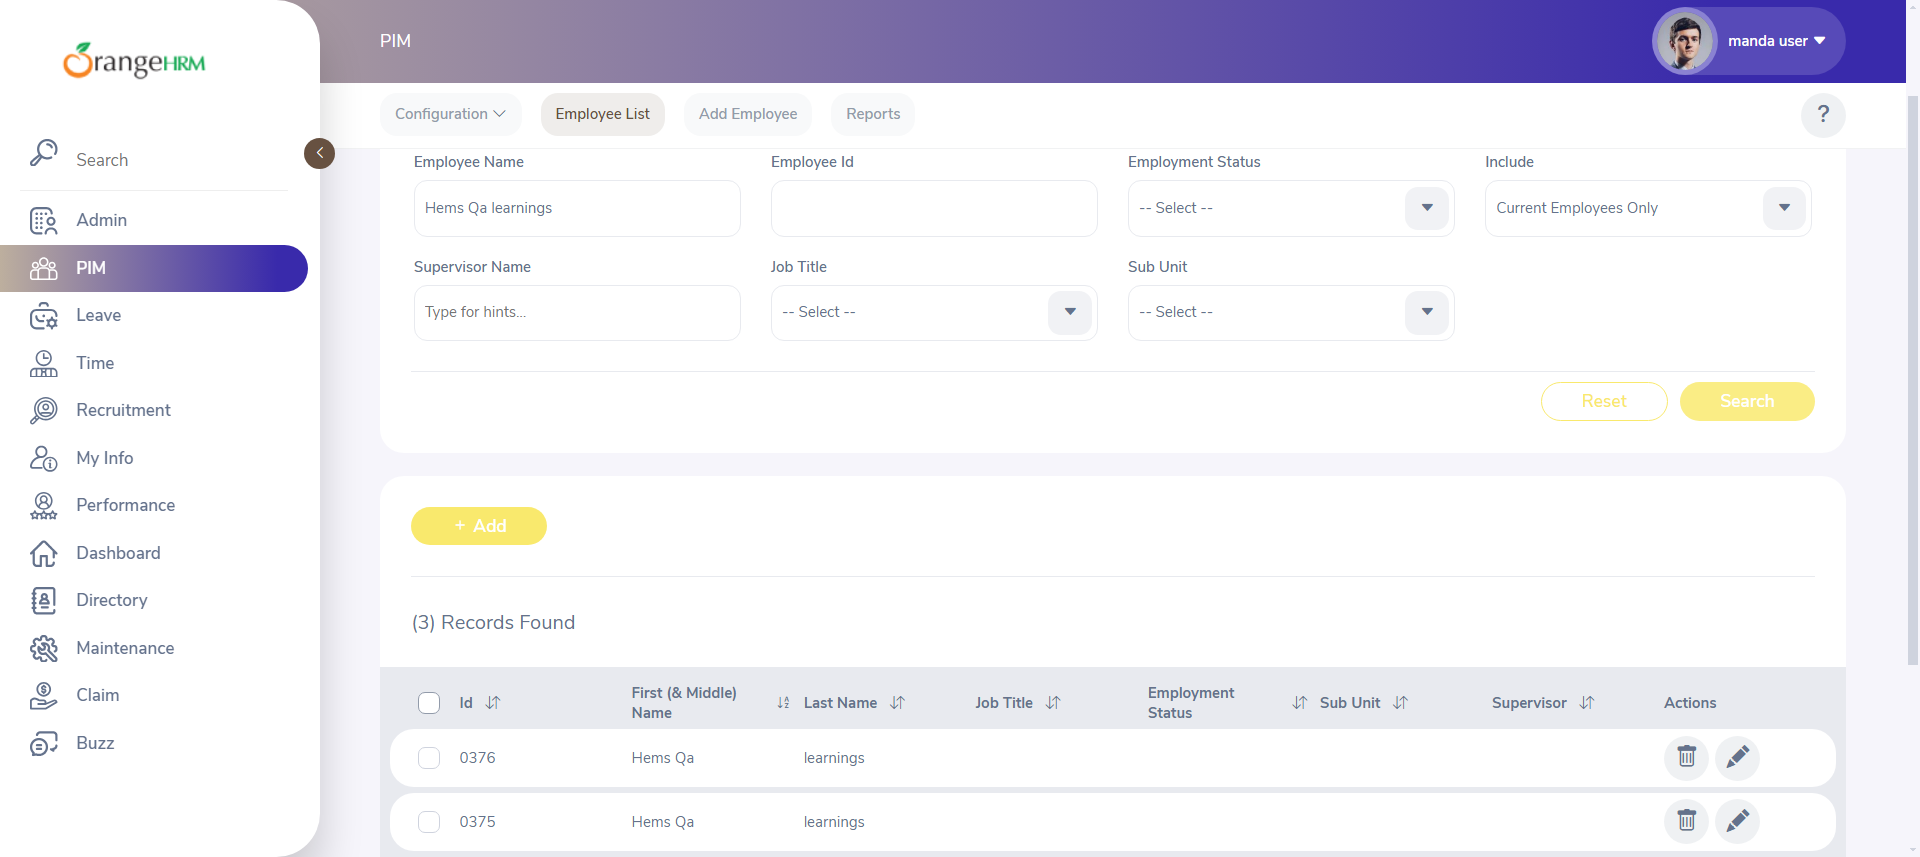 OrangeHRM
PIM
manda user
Configuration
Employee List
Add Employee
Reports
?
Search
Admin
PIM
Leave
Time
Recruitment
My Info
Performance
Dashboard
Directory
Maintenance
Claim
Buzz
Employee Name
Employee Id
Employment Status
Include
Hems Qa learnings
-- Select --
Current Employees Only
Supervisor Name
Job Title
Sub Unit
Type for hints...
-- Select --
-- Select --
Reset
Search
+ Add
(3) Records Found
Id
First (& Middle)
Name
Last Name
Job Title
Employment
Status
Sub Unit
Supervisor
Actions
0376
Hems Qa
learnings
0375
Hems Qa
learnings